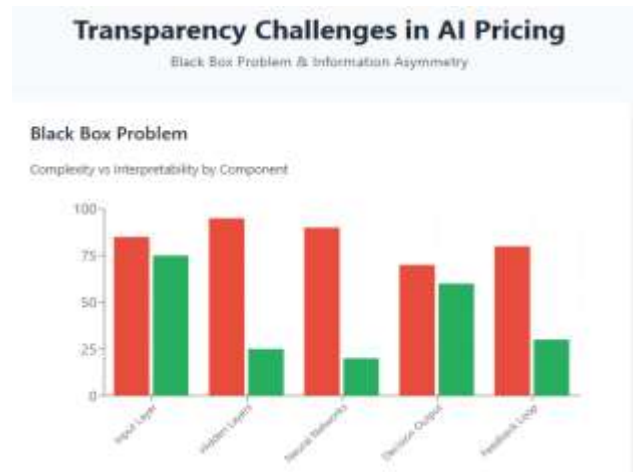 Transparency Challenges in AI Pricing
Black Box Problem & Information Asymmetry
Black Box Problem
Complexity vs Interpretability by Component
100
75
50
25
0
Input Layer
Hidden Layers
Neural Networks
Decision Output
Feedback Loop